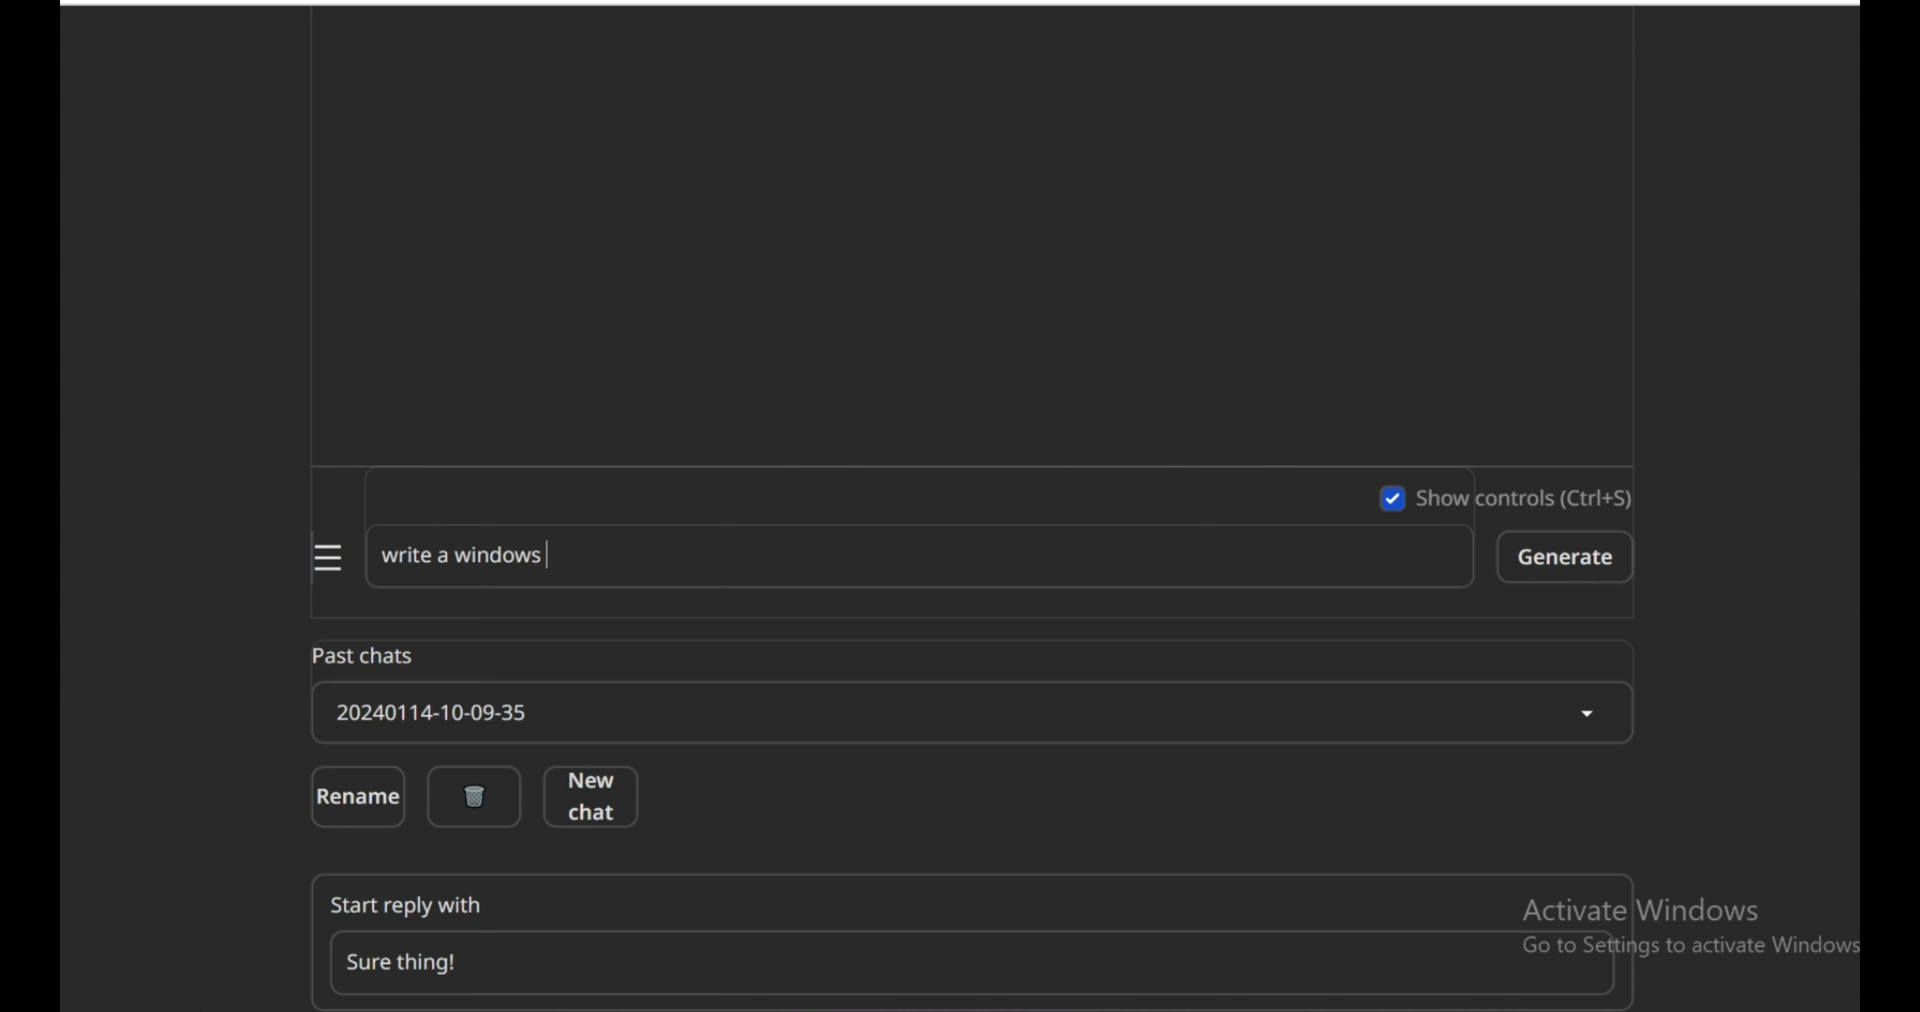 Show controls (Ctrl+S)
write a windows
Generate
Past chats
20240114-10-09-35
Rename
New
chat
Start reply with
Sure thing!
Activate Windows
Go to Settings to activate Windows